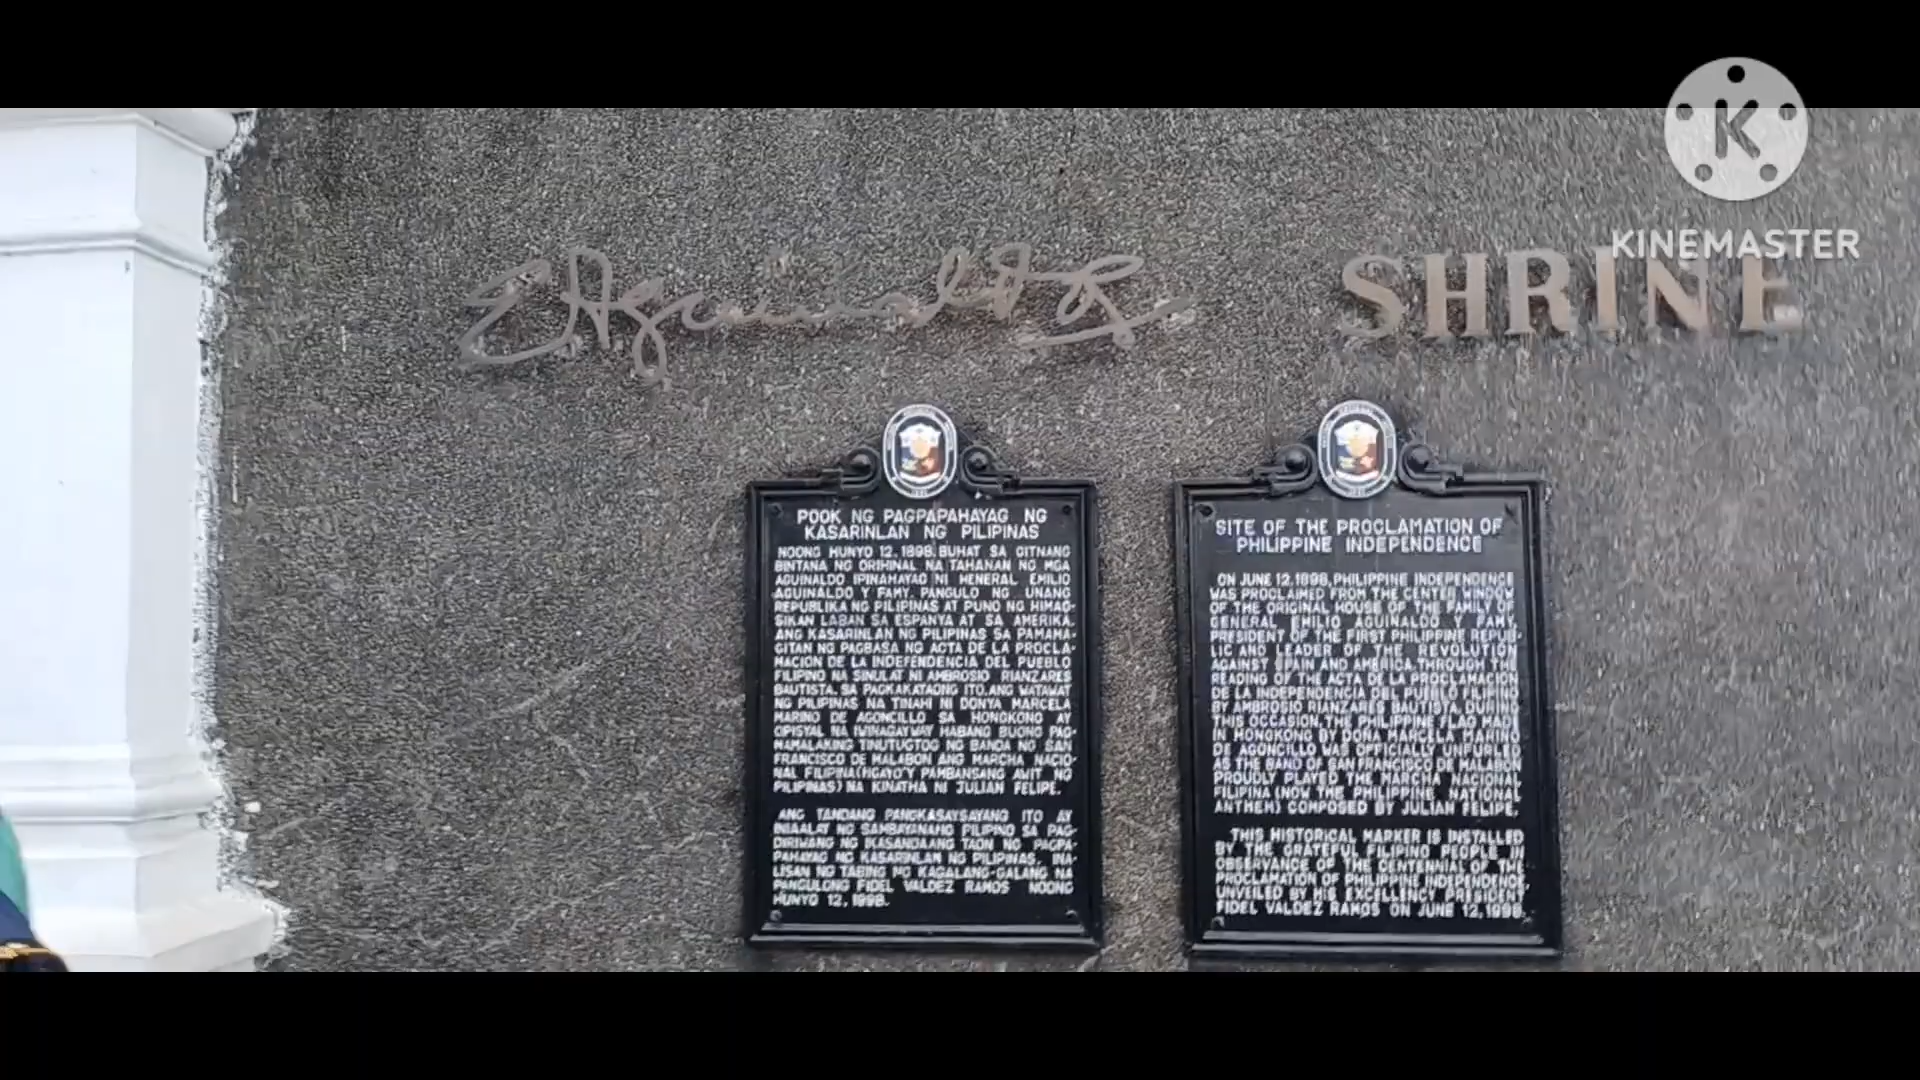 K
KINEMASTER
E. Aguinaldo SHRINE
POOK NG PAGPAPAHAYAG NG
KASARINLAN NG PILIPINAS
NOONG HUNYO 12, 1898, BUHAT SA GITNANG
BINTANA NG ORIHINAL NA TAHANAN NG MGA
AGUINALDO IPINAHAYAG NI HENERAL EMILIO
AGUINALDO Y FAMY, PANGULO NG UNANG
REPUBLIKA NG PILIPINAS AT PUNO NG HIMAG-
SIKAN LABAN SA ESPANYA AT SA AMERIKA,
ANG KASARINLAN NG PILIPINAS SA PAMAMA-
GITAN NG PAGBASA NG ACTA DE LA PROCLA-
MACION DE LA INDEPENDENCIA DEL PUEBLO
FILIPINO NA SINULAT NI AMBROSIO RIANZARES
BAUTISTA. SA PAGKAKATAONG ITO, ANG WATAWAT
NG PILIPINAS NA TINAHI NI DONYA MARCELA
MARINO DE AGONCILLO SA HONGKONG AY
OPISYAL NA IWINAGAYWAY HABANG BUONG PAG-
MAMALAKING TINUTUGTOG NG BANDA NG SAN
FRANCISCO DE MALABON ANG MARCHA NACIO-
NAL FILIPINA (NGAYO'Y PAMBANSANG AWIT NG
PILIPINAS) NA KINATHA NI JULIAN FELIPE.
ANG TANDANG PANGKASAYSAYANG ITO AY
INIAALAY NG SAMBAYANANG FILIPINO SA PAG-
DIRIWANG NG IKASANDAANG TAON NG PAGPA-
PAHAYAG NG KASARINLAN NG PILIPINAS. INA-
LISAN NG TABING NG KAGALANG-GALANG NA
PANGULONG FIDEL VALDEZ RAMOS NOONG
HUNYO 12, 1998.
SITE OF THE PROCLAMATION OF
PHILIPPINE INDEPENDENCE
ON JUNE 12, 1898, PHILIPPINE INDEPENDENCE
WAS PROCLAIMED FROM THE CENTER WINDOW
OF THE ORIGINAL HOUSE OF THE FAMILY OF
GENERAL EMILIO AGUINALDO Y FAMY,
PRESIDENT OF THE FIRST PHILIPPINE REPUB-
LIC AND LEADER OF THE REVOLUTION
AGAINST SPAIN AND AMERICA, THROUGH THE
READING OF THE ACTA DE LA PROCLAMACION
DE LA INDEPENDENCIA DEL PUEBLO FILIPINO
BY AMBROSIO RIANZARES BAUTISTA. DURING
THIS OCCASION, THE PHILIPPINE FLAG MADE
IN HONGKONG BY DOÑA MARCELA MARINO
DE AGONCILLO WAS OFFICIALLY UNFURLED
AS THE BAND OF SAN FRANCISCO DE MALABON
PROUDLY PLAYED THE MARCHA NACIONAL
FILIPINA (NOW THE PHILIPPINE NATIONAL
ANTHEM) COMPOSED BY JULIAN FELIPE.
THIS HISTORICAL MARKER IS INSTALLED
BY THE GRATEFUL FILIPINO PEOPLE IN
OBSERVANCE OF THE CENTENNIAL OF THE
PROCLAMATION OF PHILIPPINE INDEPENDENCE,
UNVEILED BY HIS EXCELLENCY PRESIDENT
FIDEL VALDEZ RAMOS ON JUNE 12, 1998.